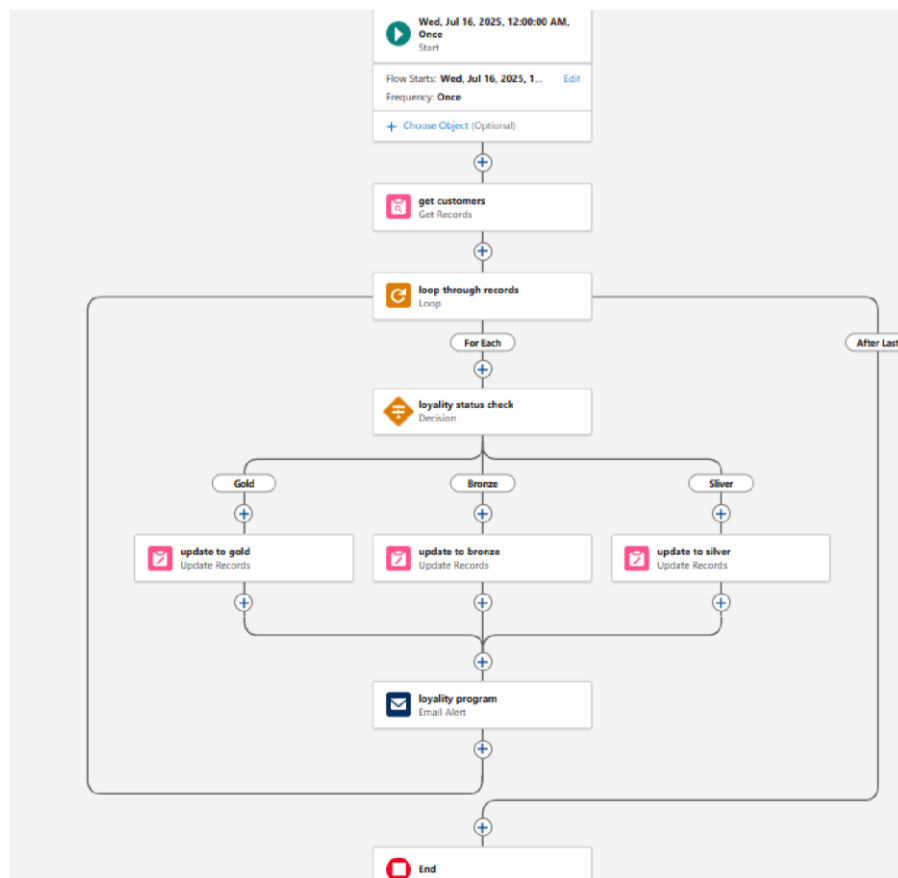 Wed, Jul 16, 2025, 12:00:00 AM,
Once
Start
Flow Starts: Wed, Jul 16, 2025, 1... Edit
Frequency: Once
+ Choose Object (Optional)
get customers
Get Records
loop through records
Loop
For Each
After Last
loyality status check
Decision
Gold
Bronze
Sliver
update to gold
Update Records
update to bronze
Update Records
update to silver
Update Records
loyality program
Email Alert
End